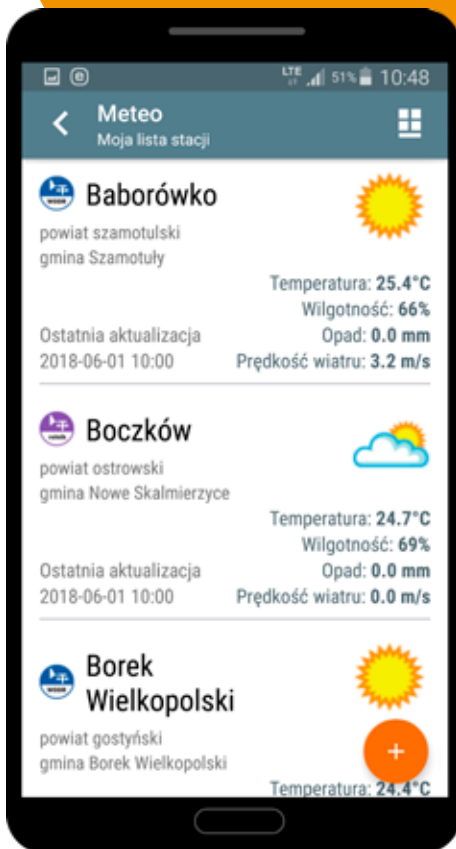 LTE 51% 10:48
Meteo
Moja lista stacji
Baborówko
powiat szamotulski
gmina Szamotuły
Temperatura: 25.4°C
Wilgotność: 66%
Ostatnia aktualizacja Opad: 0.0 mm
2018-06-01 10:00 Prędkość wiatru: 3.2 m/s
Boczków
powiat ostrowski
gmina Nowe Skalmierzyce
Temperatura: 24.7°C
Wilgotność: 69%
Ostatnia aktualizacja Opad: 0.0 mm
2018-06-01 10:00 Prędkość wiatru: 0.0 m/s
Borek
Wielkopolski
powiat gostyński
gmina Borek Wielkopolski
Temperatura: 24.4°C